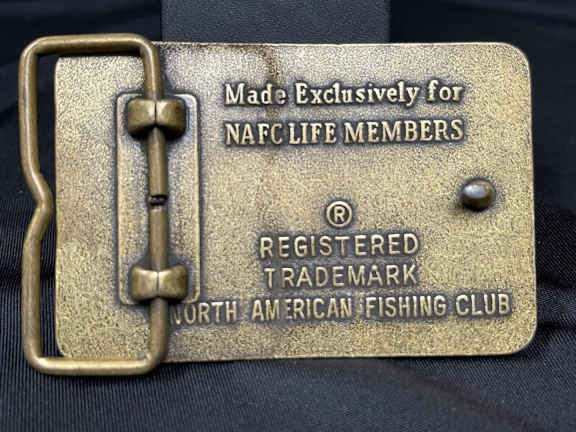 Made Exclusively for
NAFC LIFE MEMBERS
®
REGISTERED
TRADEMARK
NORTH AMERICAN FISHING CLUB